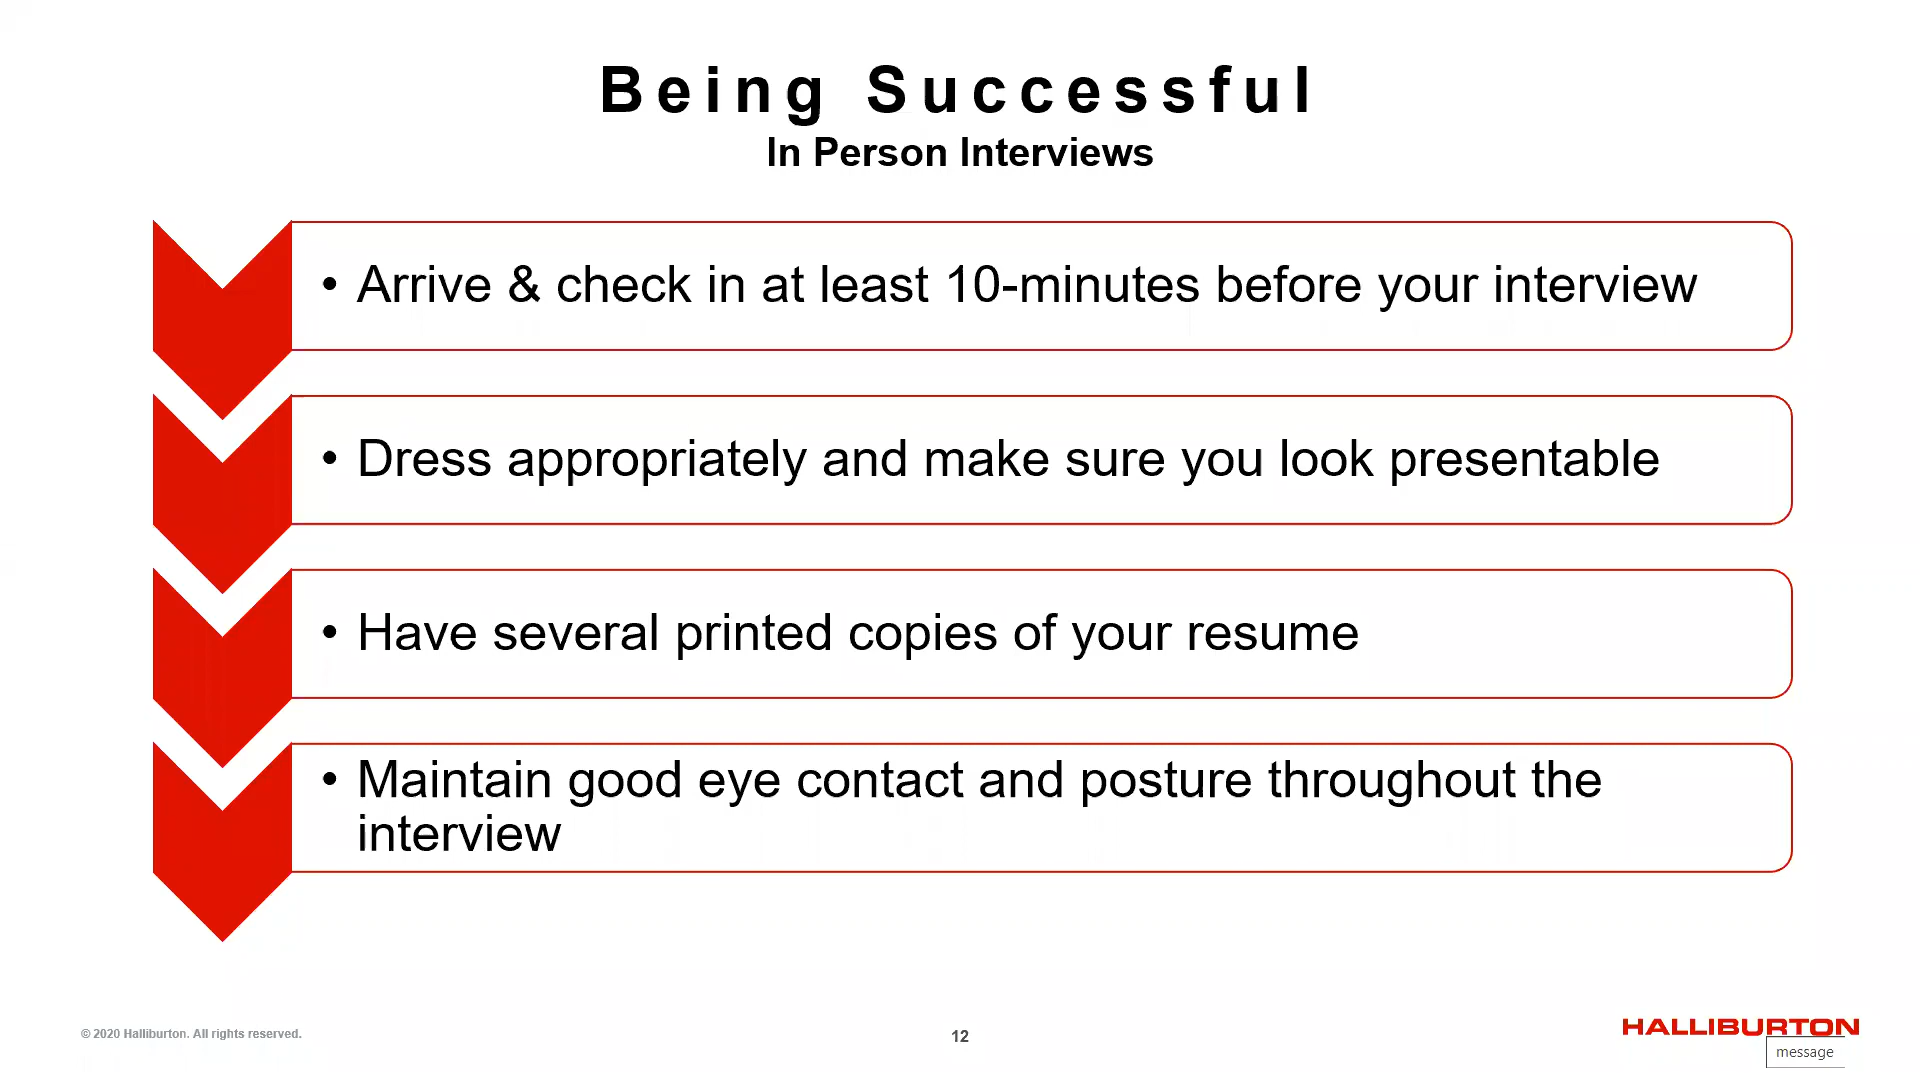 Being Successful
In Person Interviews
• Arrive & check in at least 10-minutes before your interview
• Dress appropriately and make sure you look presentable
• Have several printed copies of your resume
• Maintain good eye contact and posture throughout the
interview
© 2020 Halliburton. All rights reserved.
12
HALLIBURTON
message